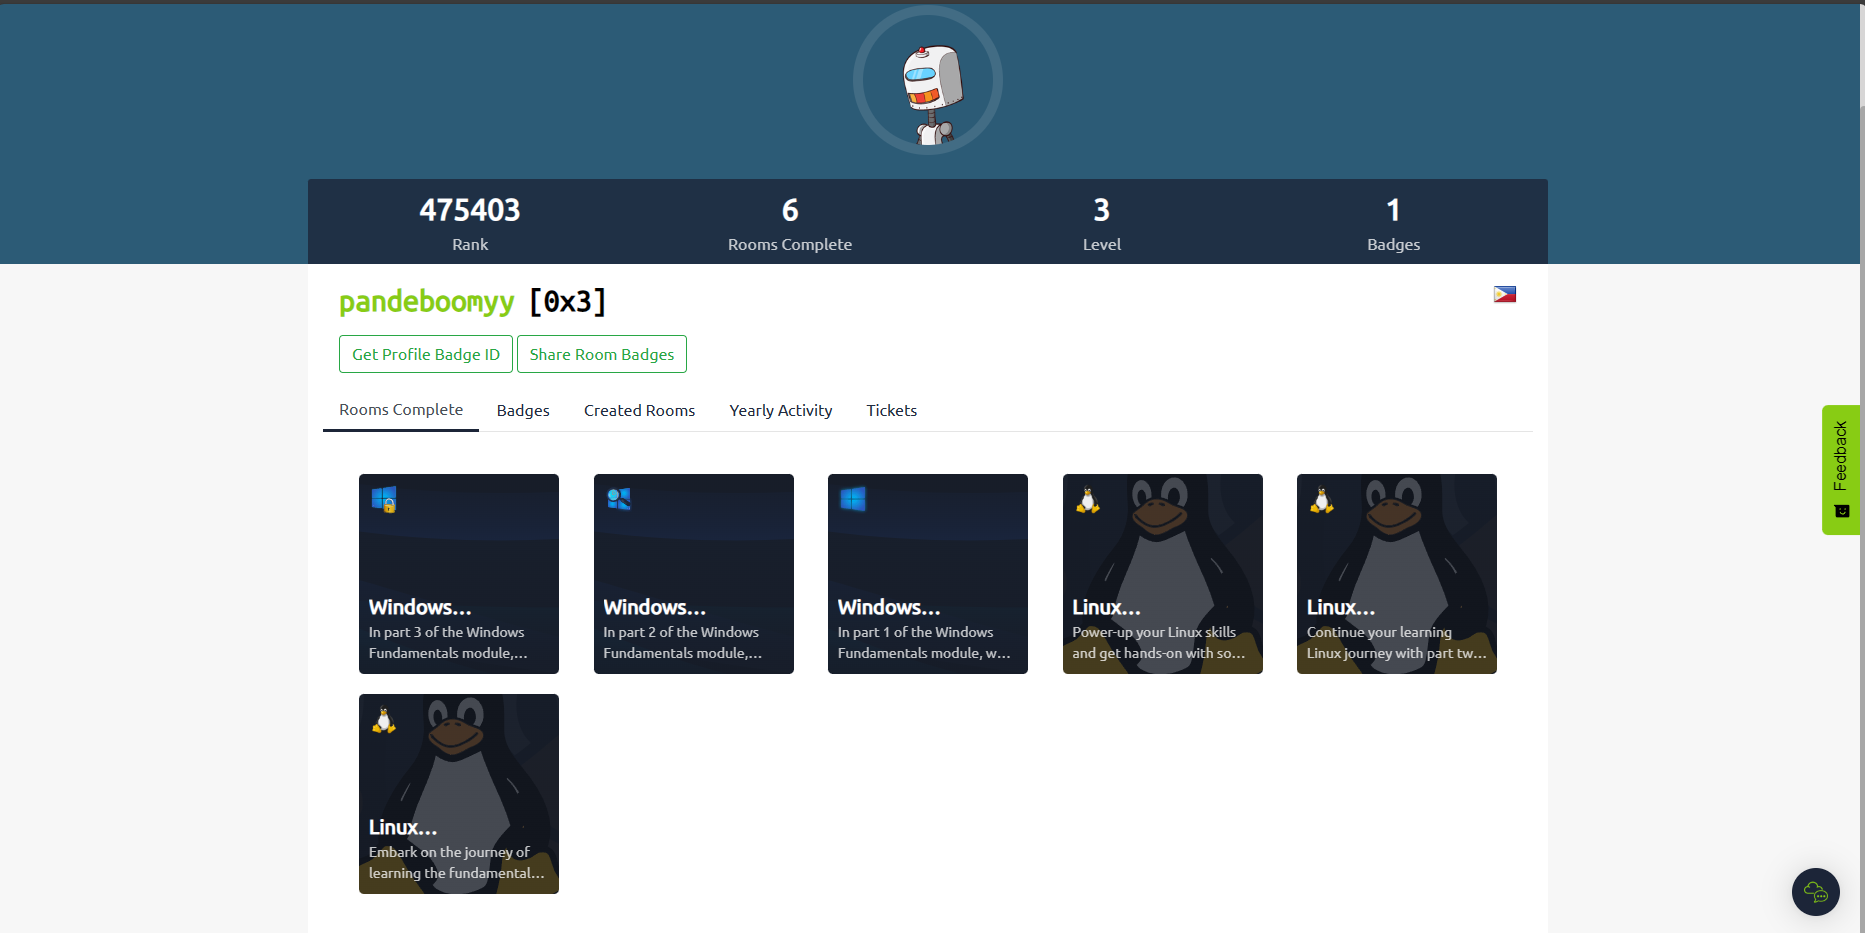 475403
Rank
6
Rooms Complete
3
Level
1
Badges
pandeboomyy [0x3]
Get Profile Badge ID
Share Room Badges
Rooms Complete
Badges
Created Rooms
Yearly Activity
Tickets
Windows...
In part 3 of the Windows
Fundamentals module,...
Windows...
In part 2 of the Windows
Fundamentals module,...
Windows...
In part 1 of the Windows
Fundamentals module, w...
Linux...
Power-up your Linux skills
and get hands-on with so...
Linux...
Continue your learning
Linux journey with part tw...
Linux...
Embark on the journey of
learning the fundamental...
Feedback